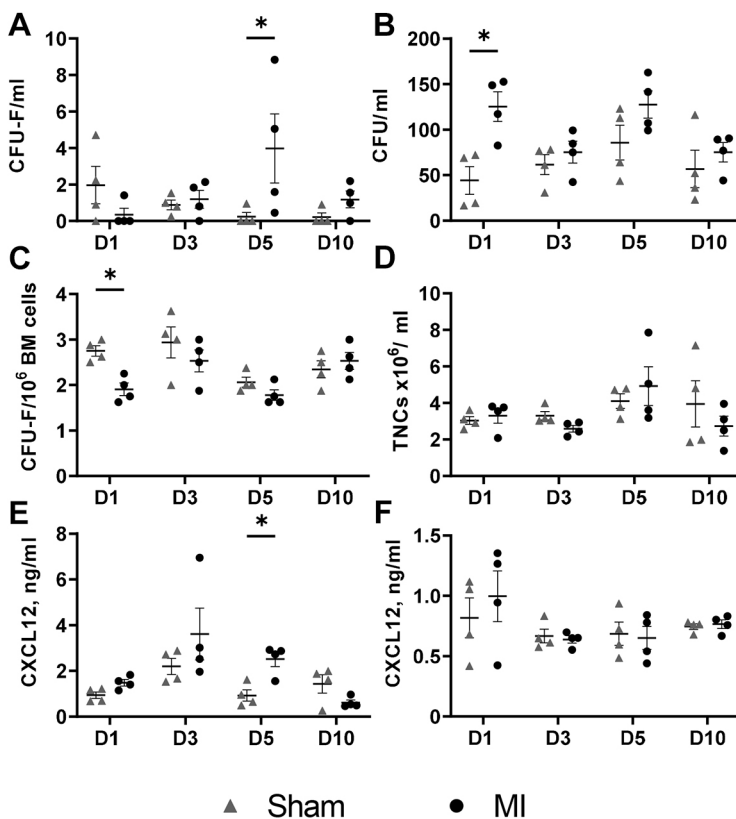 A
CFU-F/ml
10
8
6
4
2
0
*
D1 D3 D5 D10
B
CFU/ml
200
150
100
50
0
*
D1 D3 D5 D10
C
CFU-F/10⁶ BM cells
4
3
2
1
0
*
D1 D3 D5 D10
D
TNCs x10⁶/ ml
10
8
6
4
2
0
D1 D3 D5 D10
E
CXCL12, ng/ml
8
6
4
2
0
*
D1 D3 D5 D10
F
CXCL12, ng/ml
1.5
1.0
0.5
0.0
D1 D3 D5 D10
Sham MI